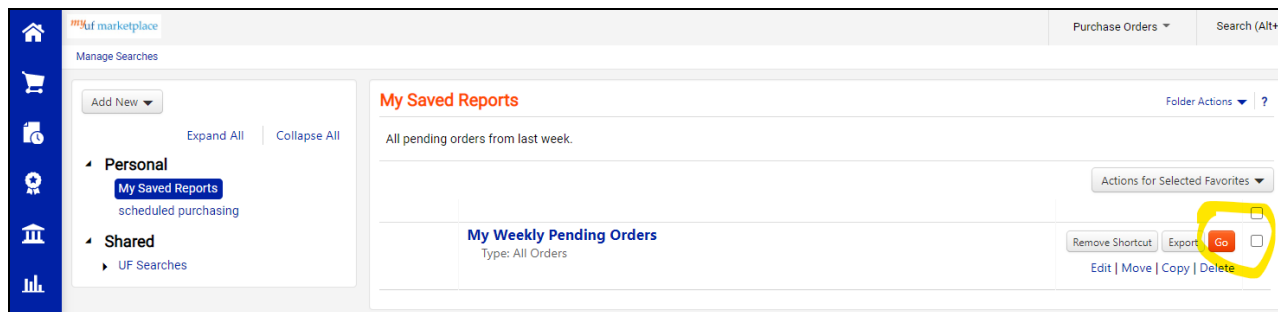 myuf marketplace
Purchase Orders
Search (Alt+
Manage Searches
Add New
Expand All
Collapse All
Personal
My Saved Reports
scheduled purchasing
Shared
UF Searches
My Saved Reports
Folder Actions
?
All pending orders from last week.
Actions for Selected Favorites
My Weekly Pending Orders
Type: All Orders
Remove Shortcut
Export
Go
Edit | Move | Copy | Delete